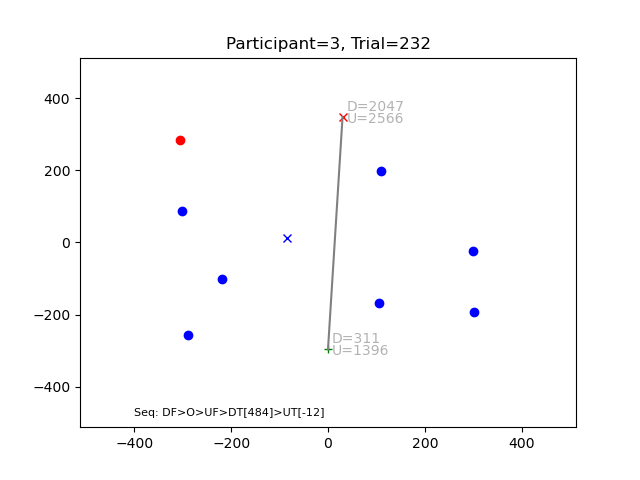 Participant=3, Trial=232
400
200
0
−200
−400
D=2047
U=2566
D=311
U=1396
Seq: DF>O>UF>DT[484]>UT[-12]
−400 −200 0 200 400